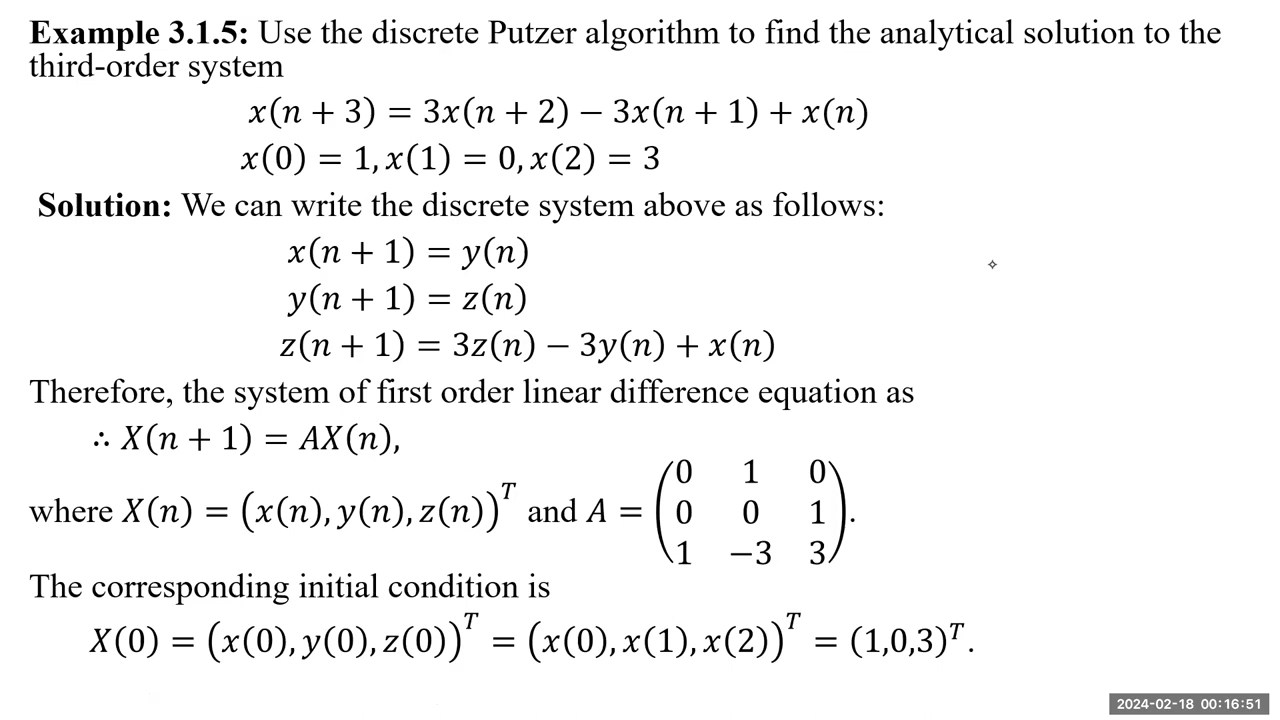 Example 3.1.5: Use the discrete Putzer algorithm to find the analytical solution to the
third-order system
x(n + 3) = 3x(n + 2) − 3x(n + 1) + x(n)
x(0) = 1, x(1) = 0, x(2) = 3
Solution: We can write the discrete system above as follows:
x(n + 1) = y(n)
y(n + 1) = z(n)
z(n + 1) = 3z(n) − 3y(n) + x(n)
Therefore, the system of first order linear difference equation as
∴ X(n + 1) = AX(n),
where X(n) = (x(n), y(n), z(n))^T and A = (0 1 0; 0 0 1; 1 −3 3).
The corresponding initial condition is
X(0) = (x(0), y(0), z(0))^T = (x(0), x(1), x(2))^T = (1,0,3)^T.
2024-02-18 00:16:51